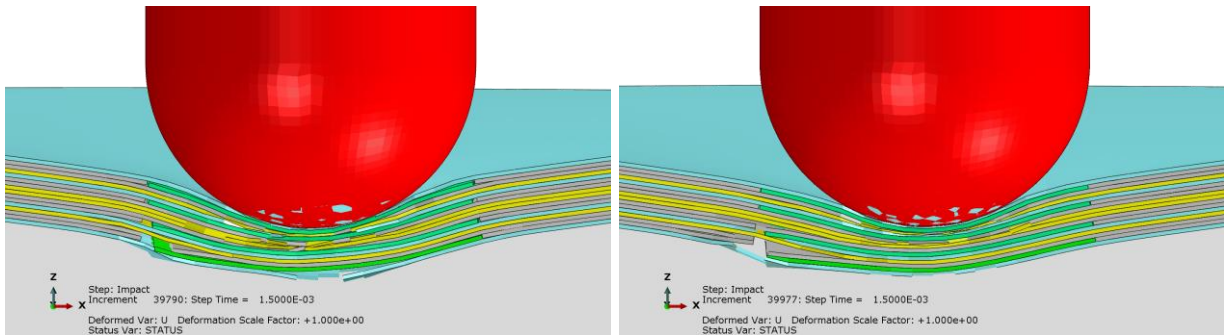 Z
X
Step: Impact
Increment 39790: Step Time = 1.5000E-03
Deformed Var: U Deformation Scale Factor: +1.000e+00
Status Var: STATUS
Z
X
Step: Impact
Increment 39977: Step Time = 1.5000E-03
Deformed Var: U Deformation Scale Factor: +1.000e+00
Status Var: STATUS